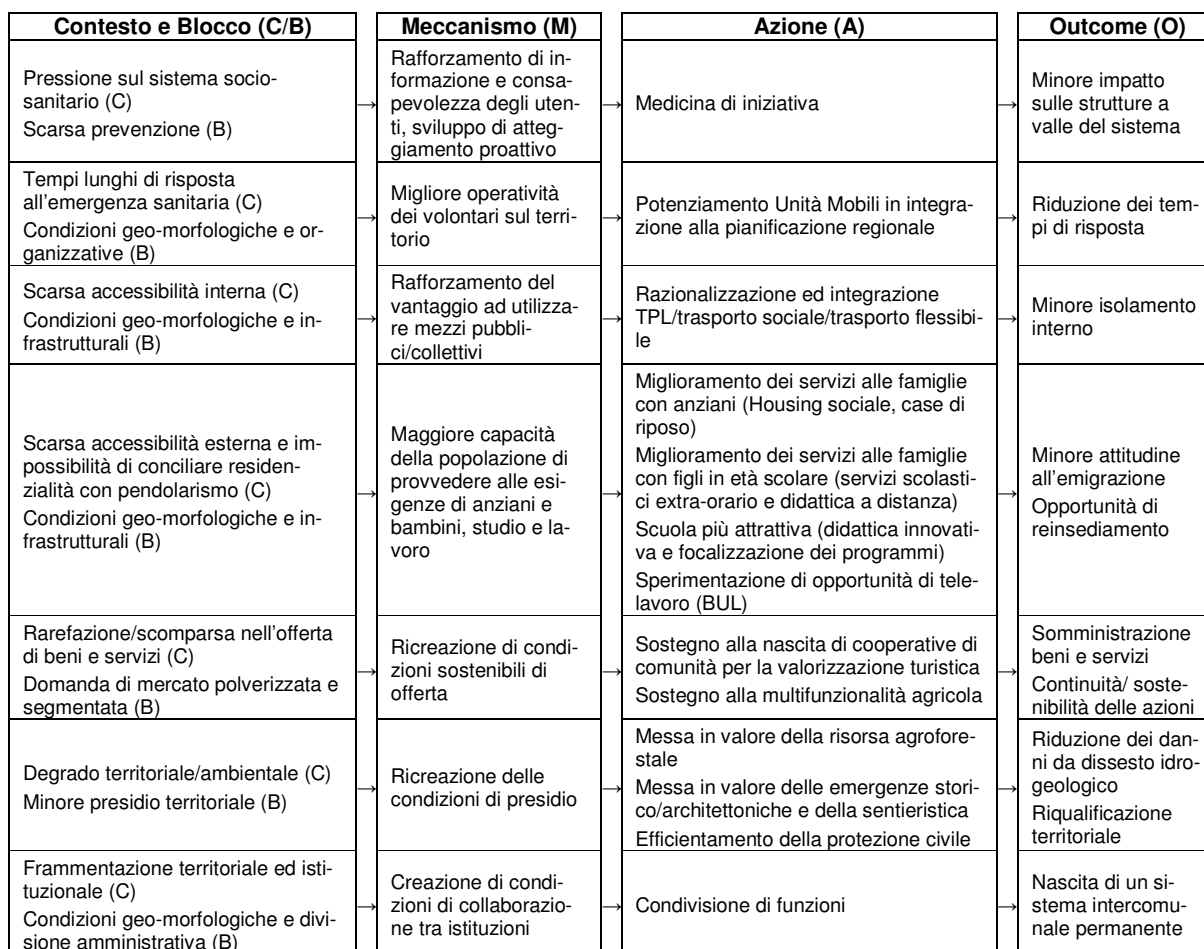 Contesto e Blocco (C/B)
Meccanismo (M)
Azione (A)
Outcome (O)
Pressione sul sistema socio-
sanitario (C)
Scarsa prevenzione (B)
→
Rafforzamento di in-
formazione e consa-
pevolezza degli uten-
ti, sviluppo di atteg-
giamento proattivo
→
Medicina di iniziativa
→
Minore impatto
sulle strutture a
valle del sistema
Tempi lunghi di risposta
all'emergenza sanitaria (C)
Condizioni geo-morfologiche e or-
ganizzative (B)
→
Migliore operatività
dei volontari sul terri-
torio
→
Potenziamento Unità Mobili in integra-
zione alla pianificazione regionale
→
Riduzione dei tem-
pi di risposta
Scarsa accessibilità interna (C)
Condizioni geo-morfologiche e in-
frastrutturali (B)
→
Rafforzamento del
vantaggio ad utilizza-
re mezzi pubbli-
ci/collettivi
→
Razionalizzazione ed integrazione
TPL/trasporto sociale/trasporto flessibi-
le
→
Minore isolamento
interno
Scarsa accessibilità esterna e im-
possibilità di conciliare residen-
zialità con pendolarismo (C)
Condizioni geo-morfologiche e in-
frastrutturali (B)
→
Maggiore capacità
della popolazione di
provvedere alle esi-
genze di anziani e
bambini, studio e la-
voro
→
Miglioramento dei servizi alle famiglie
con anziani (Housing sociale, case di
riposo)
Miglioramento dei servizi alle famiglie
con figli in età scolare (servizi scolasti-
ci extra-orario e didattica a distanza)
Scuola più attrattiva (didattica innovati-
va e focalizzazione dei programmi)
Sperimentazione di opportunità di tele-
lavoro (BUL)
→
Minore attitudine
all'emigrazione
Opportunità di
reinsediamento
Rarefazione/scomparsa nell'offerta
di beni e servizi (C)
Domanda di mercato polverizzata e
segmentata (B)
→
Ricreazione di condi-
zioni sostenibili di
offerta
→
Sostegno alla nascita di cooperative di
comunità per la valorizzazione turistica
Sostegno alla multifunzionalità agricola
→
Somministrazione
beni e servizi
Continuità/ soste-
nibilità delle azioni
Degrado territoriale/ambientale (C)
Minore presidio territoriale (B)
→
Ricreazione delle
condizioni di presidio
→
Messa in valore della risorsa agrofore-
stale
Messa in valore delle emergenze stori-
co/architettoniche e della sentieristica
Efficientamento della protezione civile
→
Riduzione dei dan-
ni da dissesto idro-
geologico
Riqualificazione
territoriale
Frammentazione territoriale ed isti-
tuzionale (C)
Condizioni geo-morfologiche e divi-
sione amministrativa (B)
→
Creazione di condi-
zioni di collaborazio-
ne tra istituzioni
→
Condivisione di funzioni
→
Nascita di un si-
stema intercomu-
nale permanente